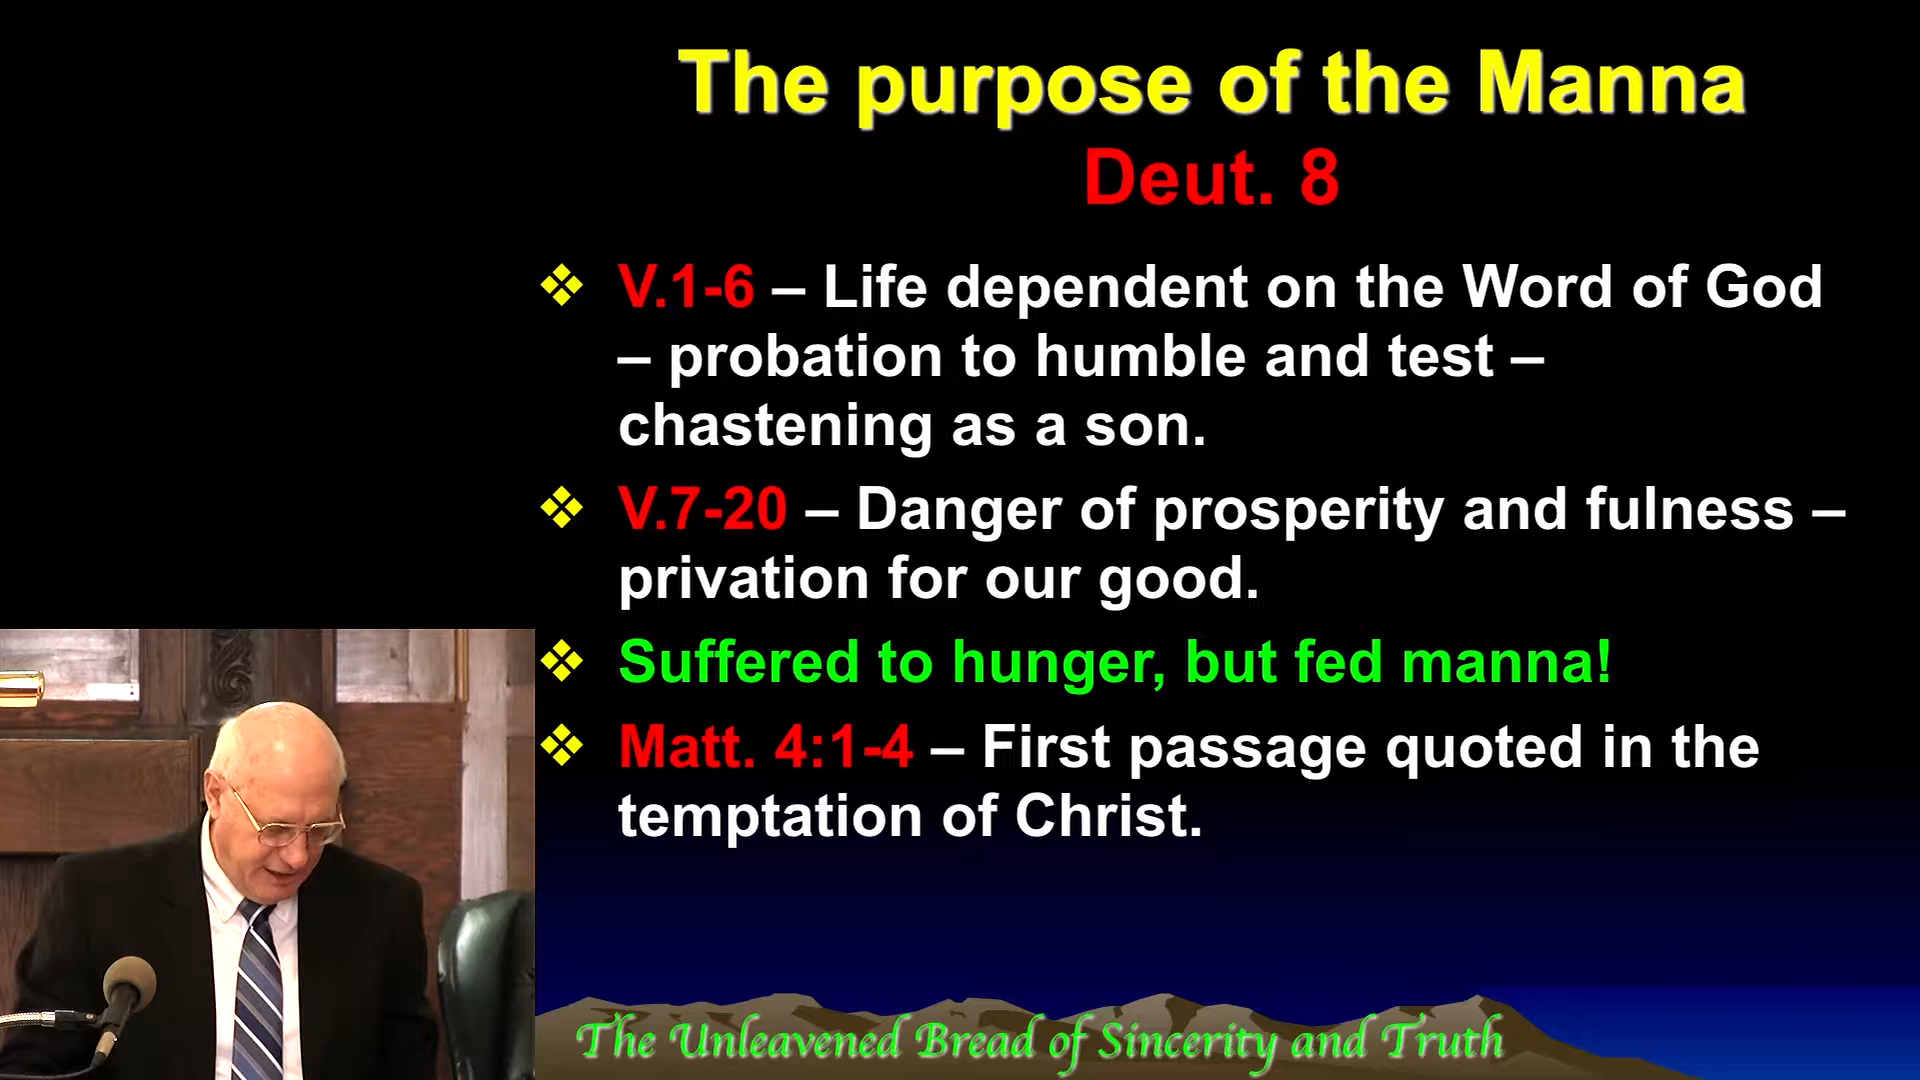 The purpose of the Manna
Deut. 8
V.1-6 – Life dependent on the Word of God
– probation to humble and test –
chastening as a son.
V.7-20 – Danger of prosperity and fulness –
privation for our good.
Suffered to hunger, but fed manna!
Matt. 4:1-4 – First passage quoted in the
temptation of Christ.
The Unleavened Bread of Sincerity and Truth